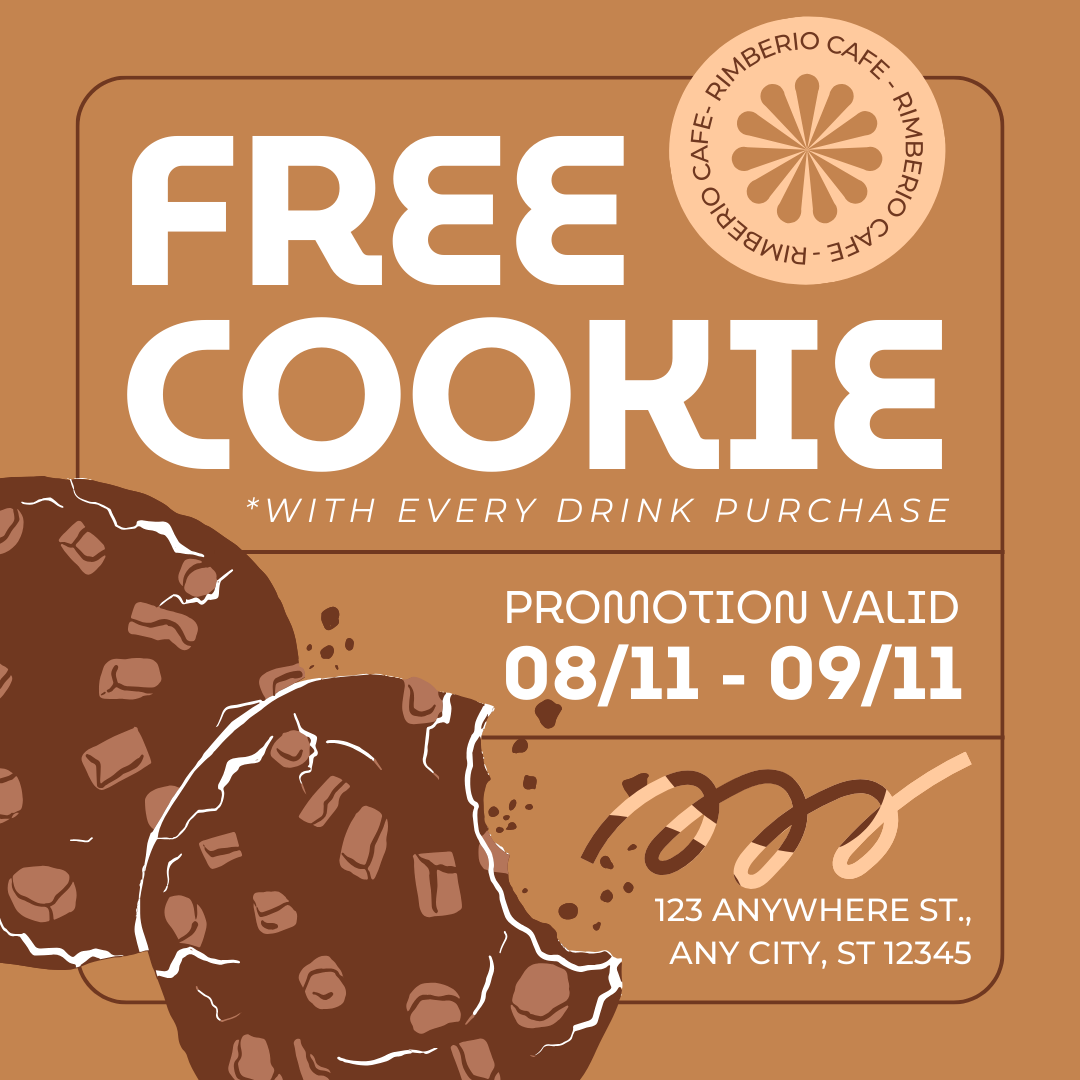 RIMBERIO CAFE - RIMBERIO CAFE - RIMBERIO CAFE-
FREE
COOKIE
*WITH EVERY DRINK PURCHASE
PROMOTION VALID
08/11 - 09/11
123 ANYWHERE ST.,
ANY CITY, ST 12345